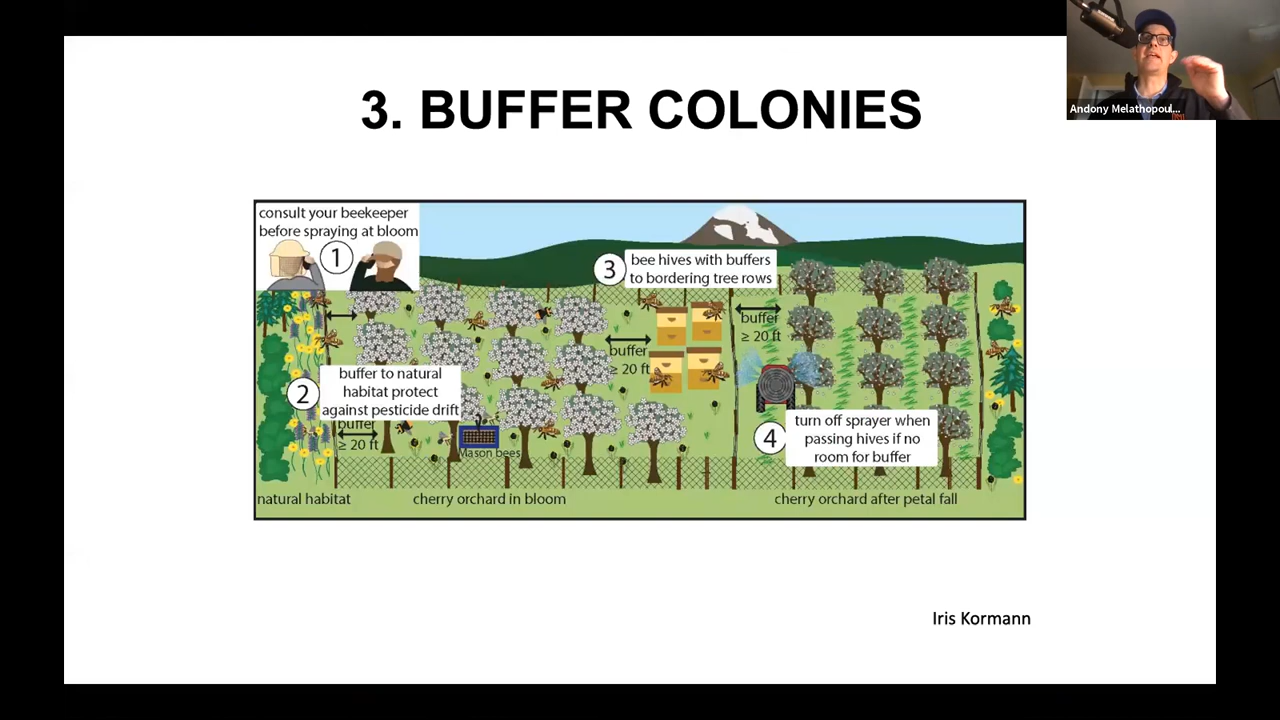 Andony Melathopoul...
3. BUFFER COLONIES
consult your beekeeper
before spraying at bloom
1
3
bee hives with buffers
to bordering tree rows
buffer
≥ 20 ft
buffer
≥ 20 ft
2
buffer to natural
habitat protect
against pesticide drift
buffer
≥ 20 ft
Mason bees
4
turn off sprayer when
passing hives if no
room for buffer
natural habitat
cherry orchard in bloom
cherry orchard after petal fall
Iris Kormann